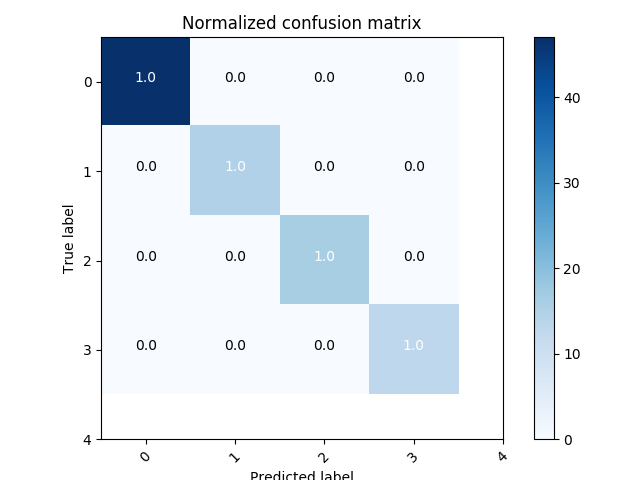 Normalized confusion matrix
0 1.0 0.0 0.0 0.0 40
1 0.0 1.0 0.0 0.0 30
True label
2 0.0 0.0 1.0 0.0 20
3 0.0 0.0 0.0 1.0 10
4 0
0 1 2 3 4
Predicted label